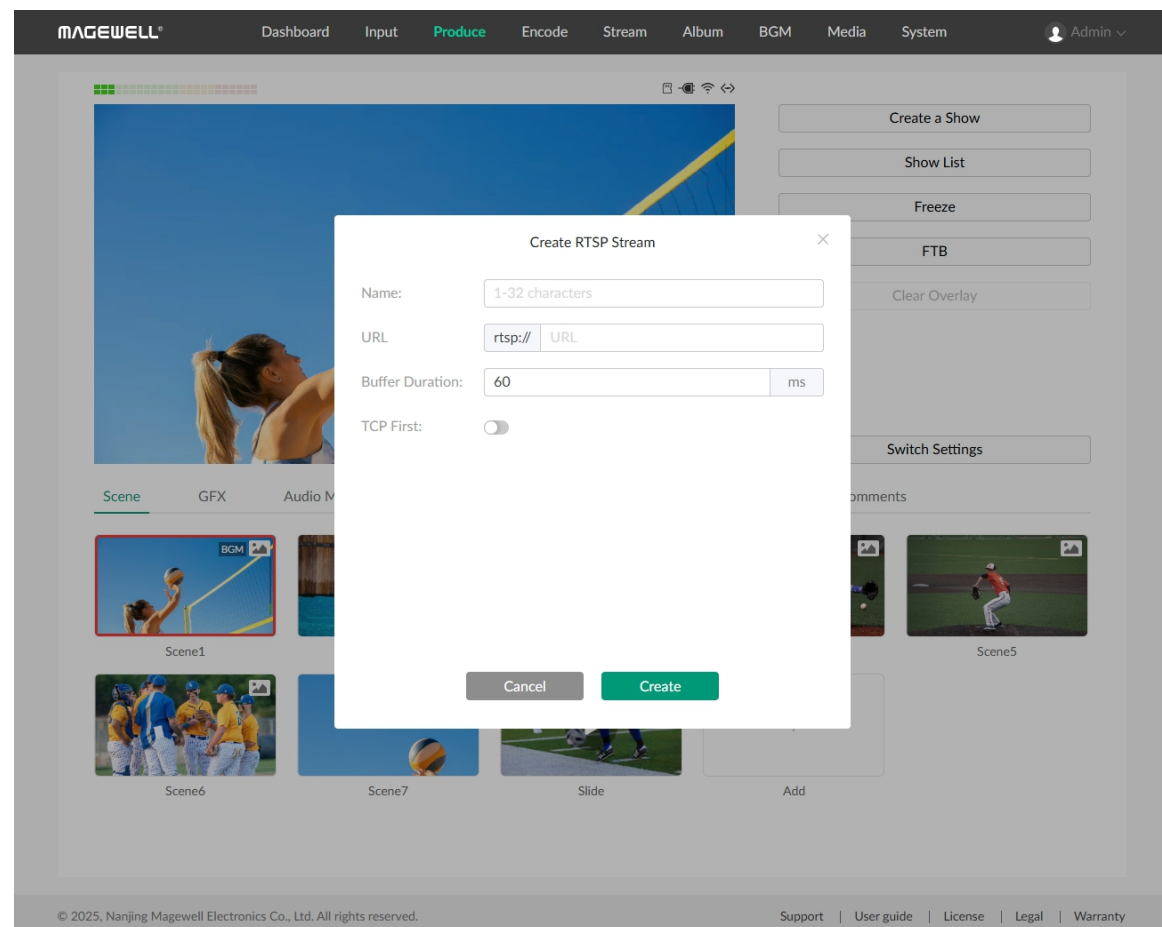 MAGEWELL®
Dashboard Input Produce Encode Stream Album BGM Media System Admin
Create a Show
Show List
Freeze
FTB
Clear Overlay
Switch Settings
Create RTSP Stream
Name: 1-32 characters
URL rtsp:// URL
Buffer Duration: 60 ms
TCP First:
Cancel Create
Scene GFX Audio M omments
BGM
Scene1 Scene5
Scene6 Scene7 Slide Add
© 2025, Nanjing Magewell Electronics Co., Ltd. All rights reserved. Support | User guide | License | Legal | Warranty